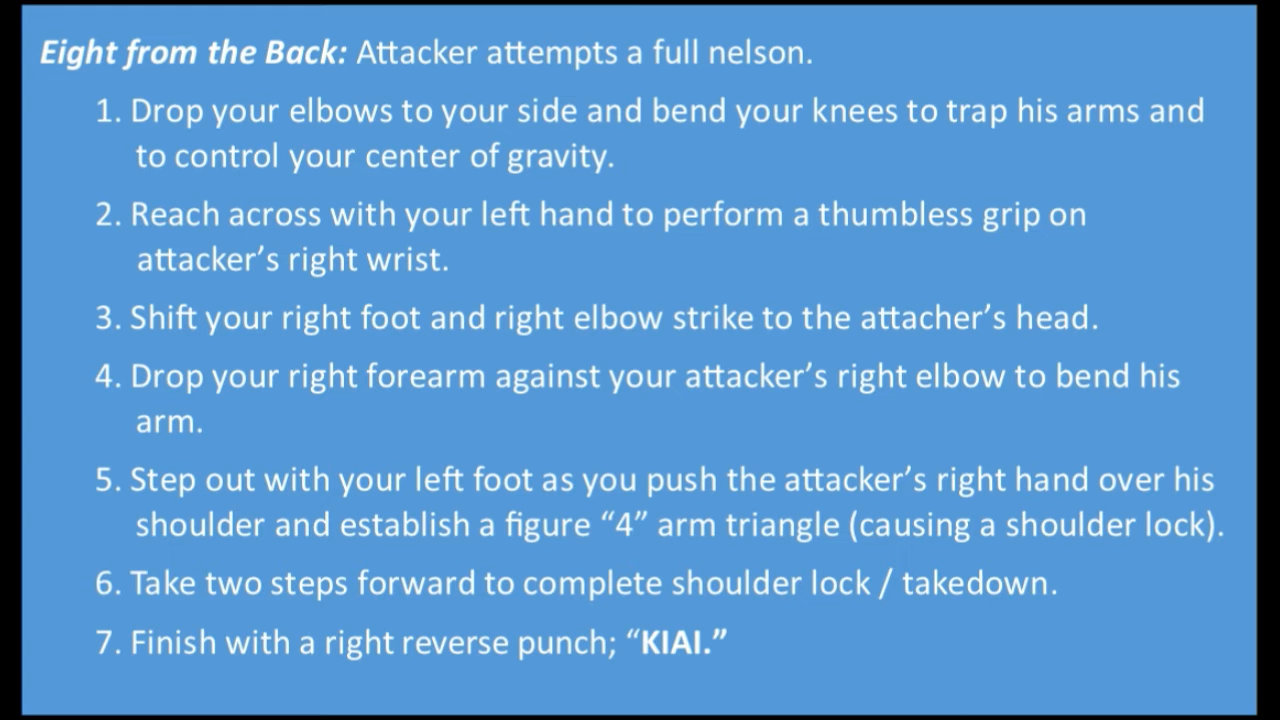 Eight from the Back: Attacker attempts a full nelson.
1. Drop your elbows to your side and bend your knees to trap his arms and
to control your center of gravity.
2. Reach across with your left hand to perform a thumbless grip on
attacker’s right wrist.
3. Shift your right foot and right elbow strike to the attacher’s head.
4. Drop your right forearm against your attacker’s right elbow to bend his
arm.
5. Step out with your left foot as you push the attacker’s right hand over his
shoulder and establish a figure “4” arm triangle (causing a shoulder lock).
6. Take two steps forward to complete shoulder lock / takedown.
7. Finish with a right reverse punch; “KIAI.”